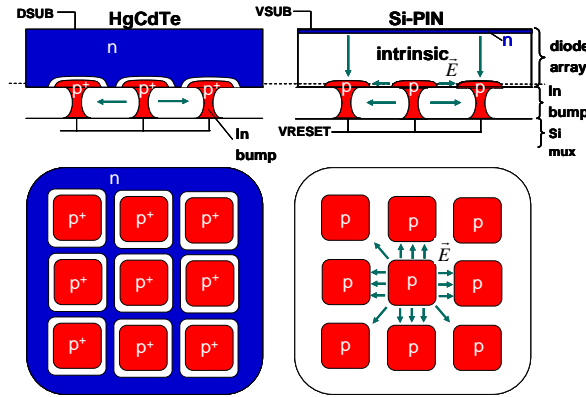 HgCdTe
Si-PIN
DSUB
VSUB
n
n
intrinsic
E
diode
array
p+
p+
p+
p
p
p
In
bump
In
bump
VRESET
Si
mux
n
p+
p+
p+
p
p
p
E
p+
p+
p+
p
p
p
p+
p+
p+
p
p
p